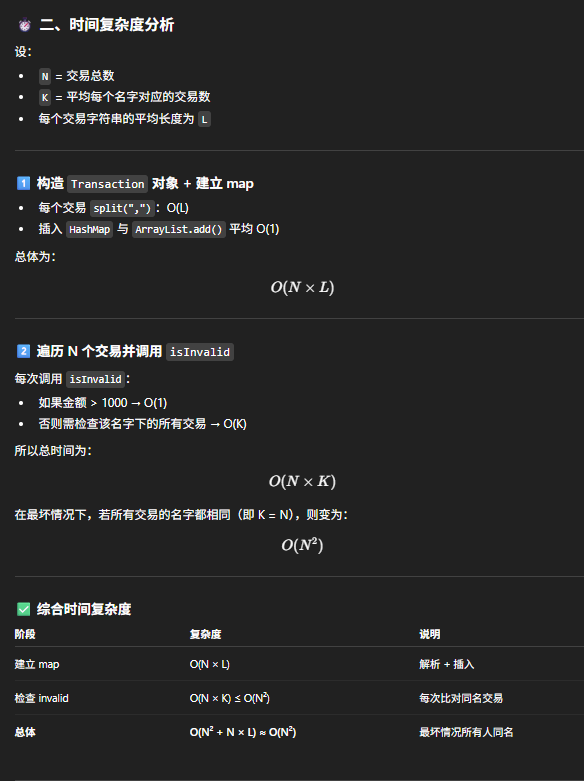 ⏱ 二、时间复杂度分析
设：
• N = 交易总数
• K = 平均每个名字对应的交易数
• 每个交易字符串的平均长度为 L
1️⃣ 构造 Transaction 对象 + 建立 map
• 每个交易 split(",")：O(L)
• 插入 HashMap 与 ArrayList.add() 平均 O(1)
总体为：
O(N × L)
2️⃣ 遍历 N 个交易并调用 isInvalid
每次调用 isInvalid：
• 如果金额 > 1000 → O(1)
• 否则需检查该名字下的所有交易 → O(K)
所以总时间为：
O(N × K)
在最坏情况下，若所有交易的名字都相同（即 K = N），则变为：
O(N²)
✅ 综合时间复杂度
阶段 复杂度 说明
建立 map O(N × L) 解析 + 插入
检查 invalid O(N × K) ≤ O(N²) 每次比对同名交易
总体 O(N² + N × L) ≈ O(N²) 最坏情况所有人同名